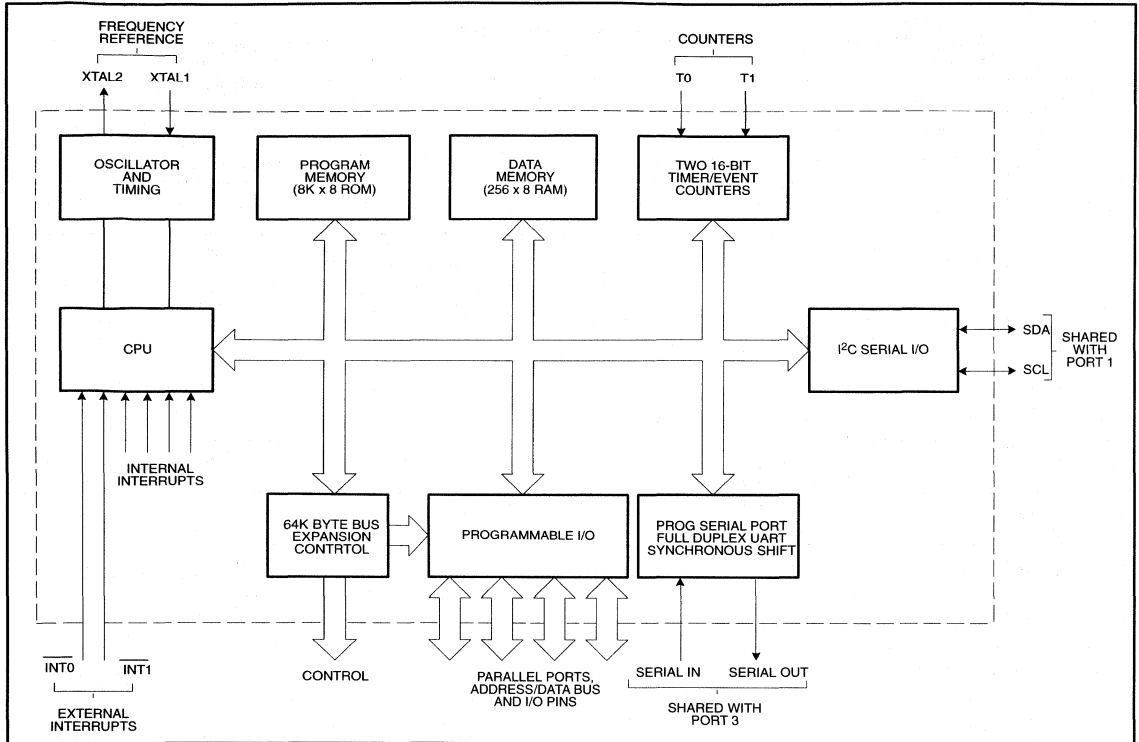 FREQUENCY
REFERENCE
XTAL2
XTAL1
COUNTERS
T0
T1
OSCILLATOR
AND
TIMING
PROGRAM
MEMORY
(8K x 8 ROM)
DATA
MEMORY
(256 x 8 RAM)
TWO 16-BIT
TIMER/EVENT
COUNTERS
CPU
I²C SERIAL I/O
SDA
SCL
SHARED
WITH
PORT 1
INTERNAL
INTERRUPTS
64K BYTE BUS
EXPANSION
CONTRTOL
PROGRAMMABLE I/O
PROG SERIAL PORT
FULL DUPLEX UART
SYNCHRONOUS SHIFT
INT0
INT1
EXTERNAL
INTERRUPTS
CONTROL
PARALLEL PORTS,
ADDRESS/DATA BUS
AND I/O PINS
SERIAL IN
SERIAL OUT
SHARED WITH
PORT 3